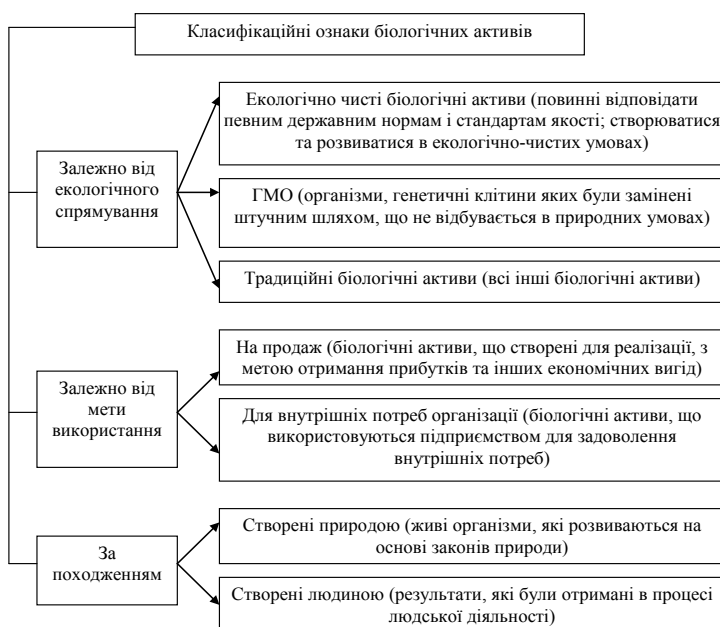 Класифікаційні ознаки біологічних активів
Залежно від
екологічного
спрямування
Екологічно чисті біологічні активи (повинні відповідати
певним державним нормам і стандартам якості; створюватися
та розвиватися в екологічно-чистих умовах)
ГМО (організми, генетичні клітини яких були замінені
штучним шляхом, що не відбувається в природних умовах)
Традиційні біологічні активи (всі інші біологічні активи)
Залежно від
мети
використання
На продаж (біологічні активи, що створені для реалізації, з
метою отримання прибутків та інших економічних вигід)
Для внутрішніх потреб організації (біологічні активи, що
використовуються підприємством для задоволення
внутрішніх потреб)
За
походженням
Створені природою (живі організми, які розвиваються на
основі законів природи)
Створені людиною (результати, які були отримані в процесі
людської діяльності)